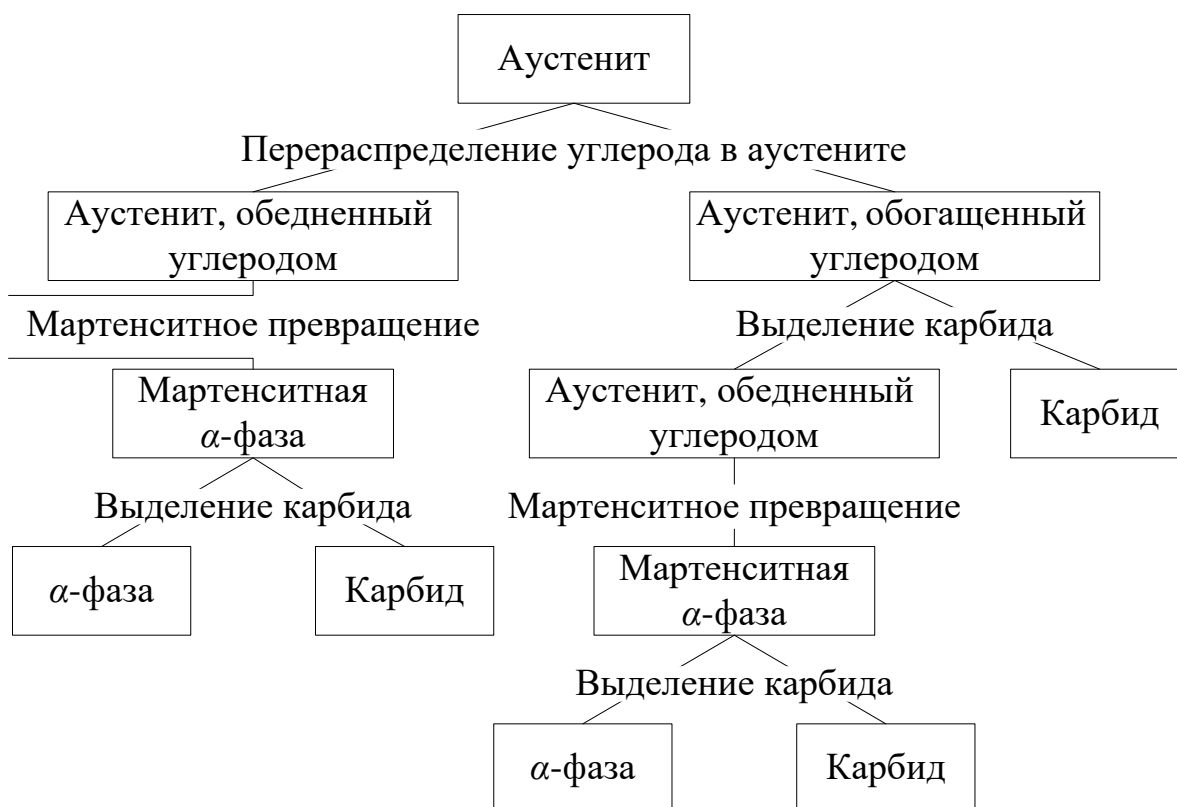 Аустенит
Перераспределение углерода в аустените
Аустенит, обедненный
углеродом
Аустенит, обогащенный
углеродом
Мартенситное превращение
Выделение карбида
Мартенситная
α-фаза
Аустенит, обедненный
углеродом
Карбид
Выделение карбида
Мартенситное превращение
α-фаза
Карбид
Мартенситная
α-фаза
Выделение карбида
α-фаза
Карбид